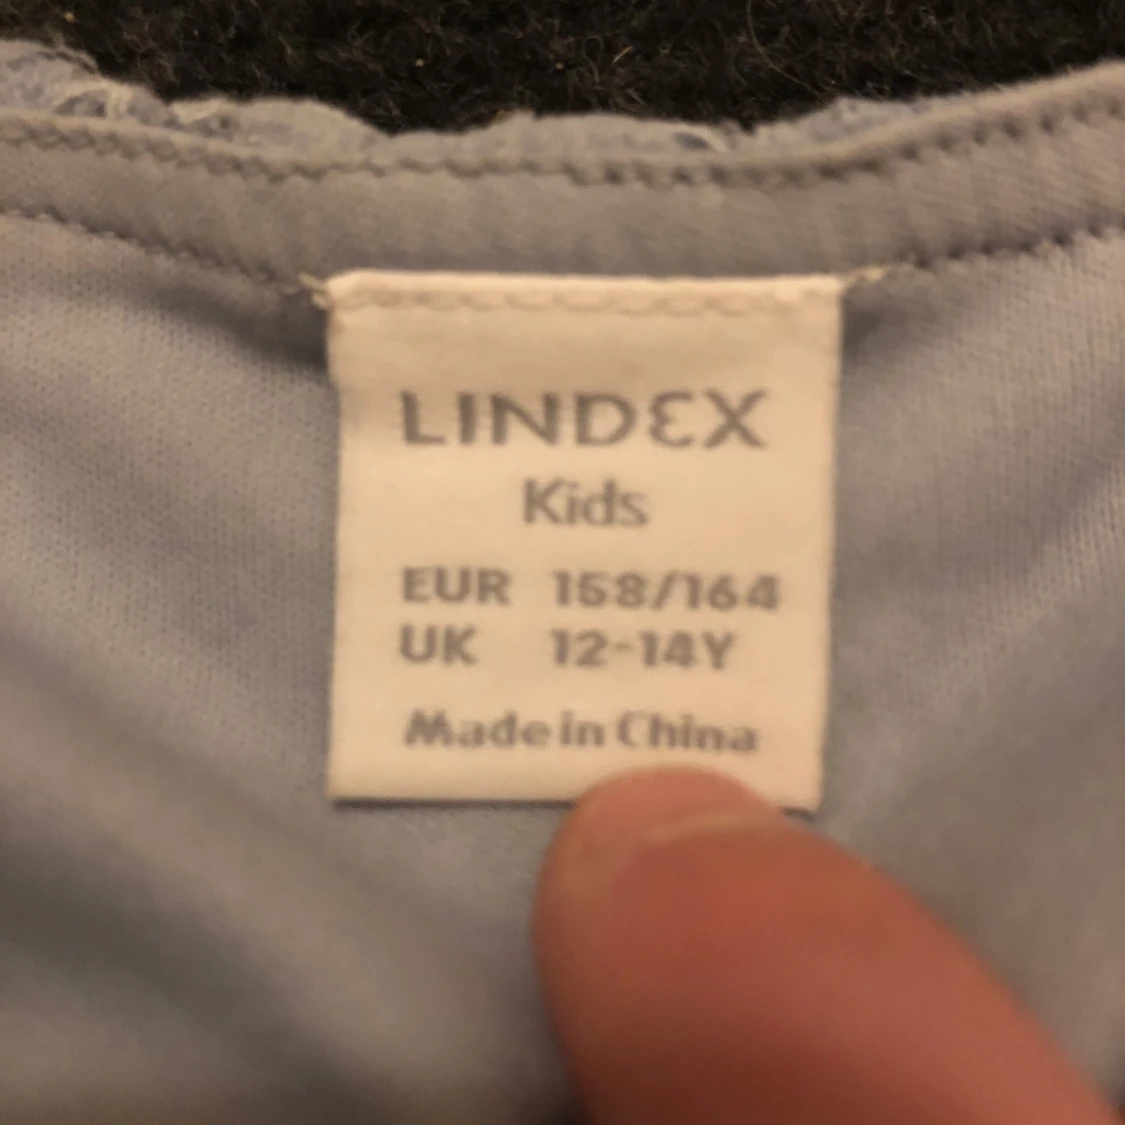 LINDEX
Kids
EUR 158/164
UK 12-14Y
Made in China